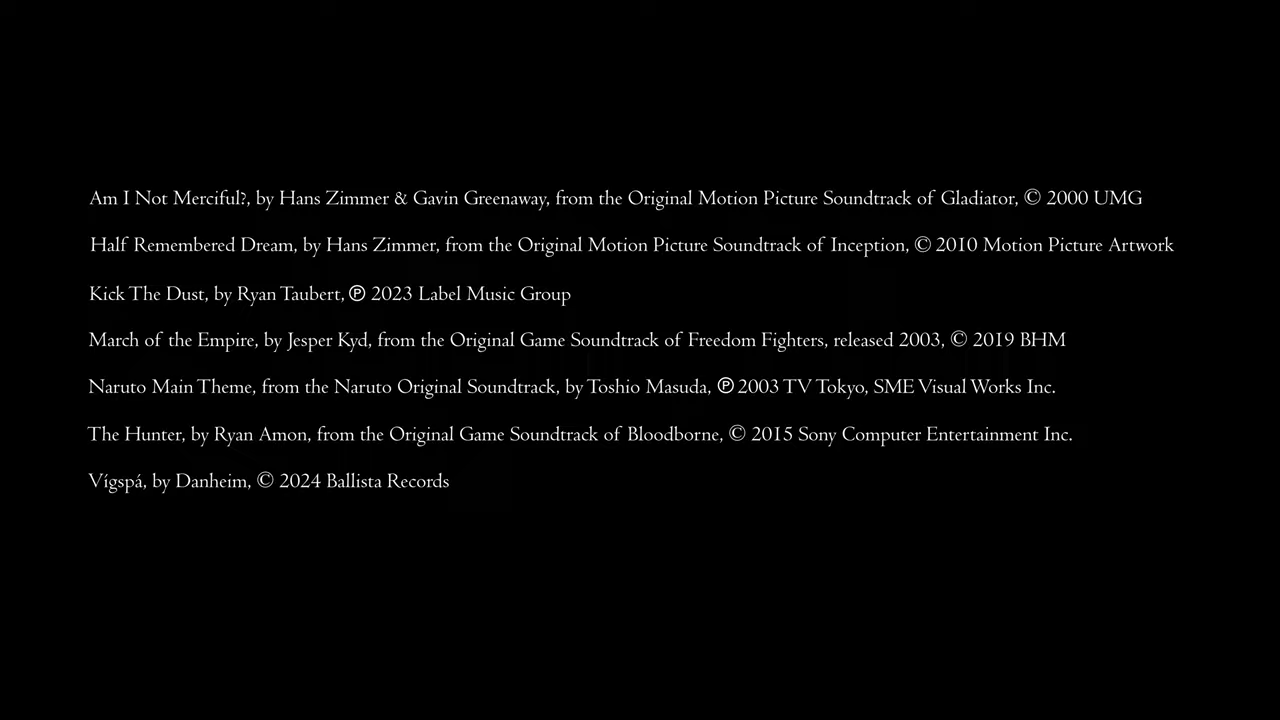 Am I Not Merciful?, by Hans Zimmer & Gavin Greenaway, from the Original Motion Picture Soundtrack of Gladiator, © 2000 UMG
Half Remembered Dream, by Hans Zimmer, from the Original Motion Picture Soundtrack of Inception, © 2010 Motion Picture Artwork
Kick The Dust, by Ryan Taubert, ℗ 2023 Label Music Group
March of the Empire, by Jesper Kyd, from the Original Game Soundtrack of Freedom Fighters, released 2003, © 2019 BHM
Naruto Main Theme, from the Naruto Original Soundtrack, by Toshio Masuda, ℗ 2003 TV Tokyo, SME Visual Works Inc.
The Hunter, by Ryan Amon, from the Original Game Soundtrack of Bloodborne, © 2015 Sony Computer Entertainment Inc.
Vígspá, by Danheim, © 2024 Ballista Records